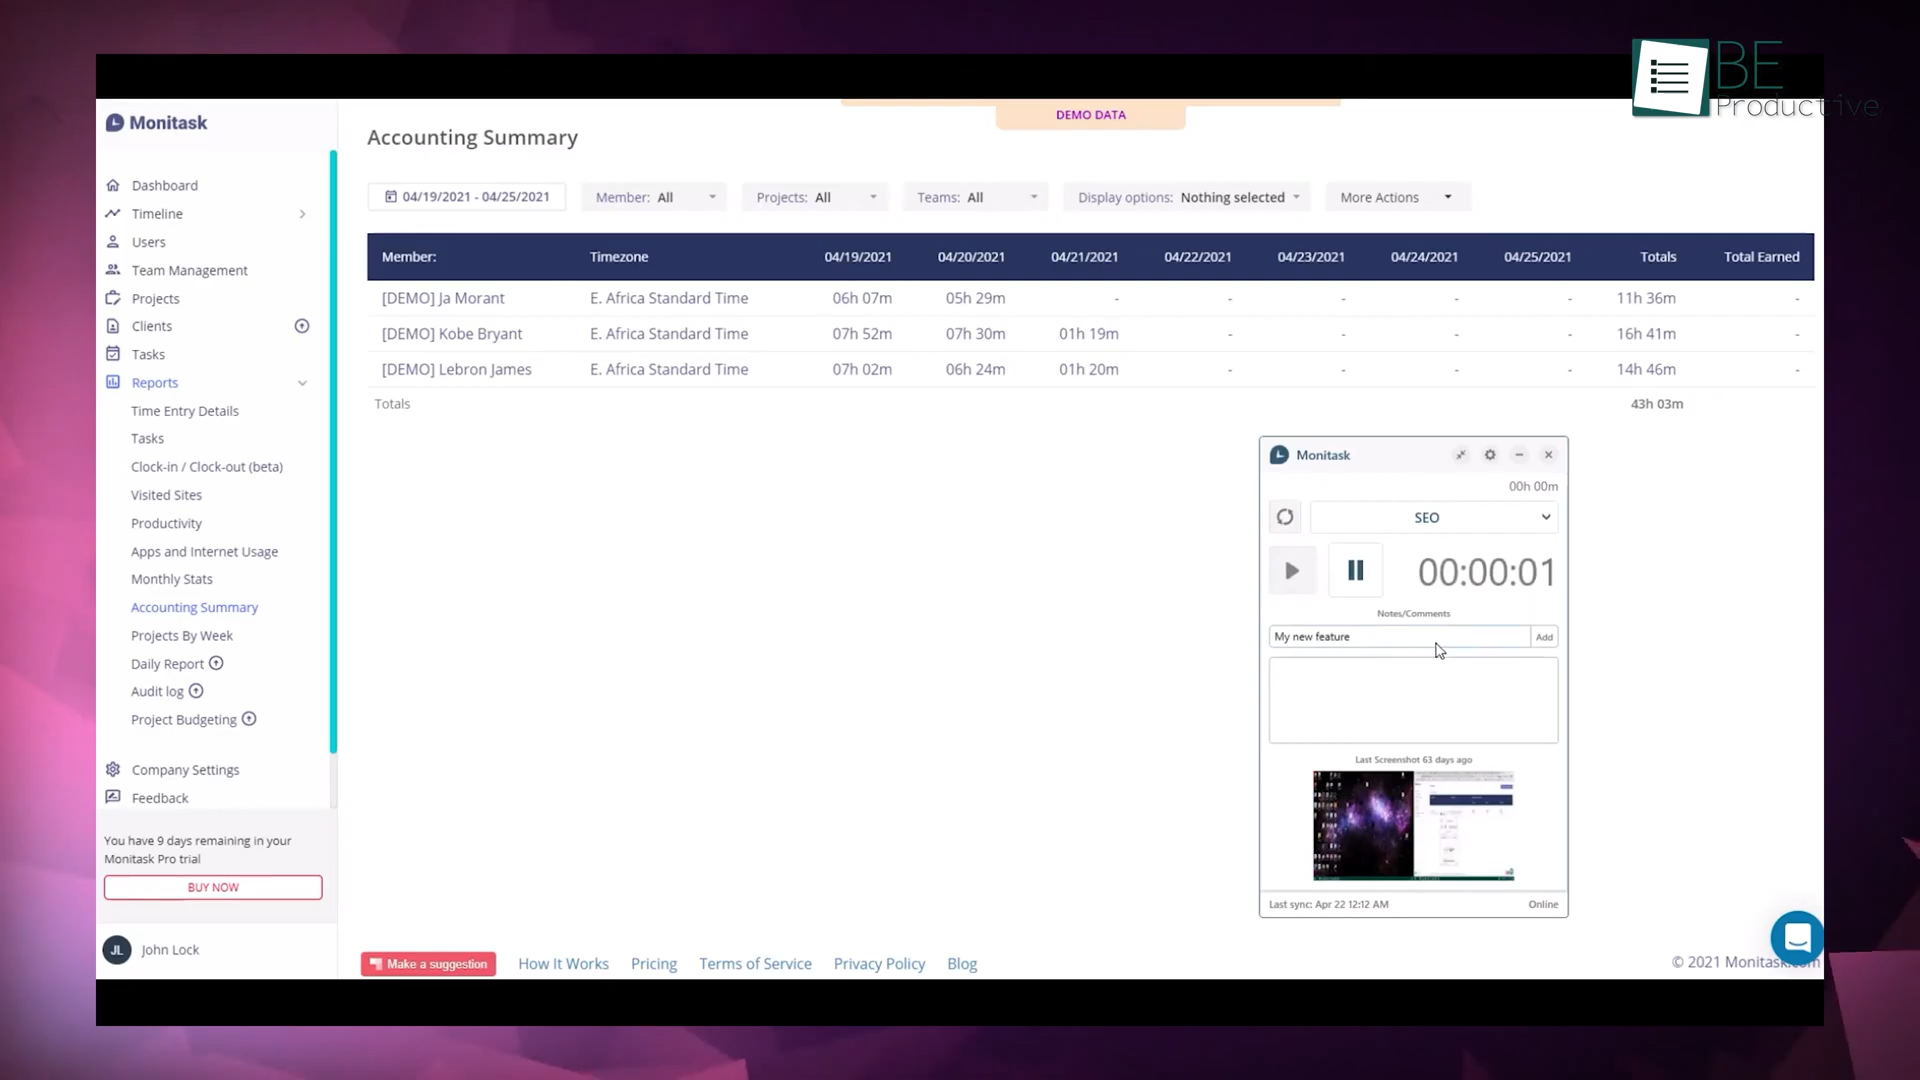 BE
Productive
Monitask
DEMO DATA
Accounting Summary
Dashboard
Timeline
Users
Team Management
Projects
Clients
Tasks
Reports
Time Entry Details
Tasks
Clock-in / Clock-out (beta)
Visited Sites
Productivity
Apps and Internet Usage
Monthly Stats
Accounting Summary
Projects By Week
Daily Report
Audit log
Project Budgeting
Company Settings
Feedback
You have 9 days remaining in your
Monitask Pro trial
BUY NOW
JL John Lock
04/19/2021 - 04/25/2021 Member: All Projects: All Teams: All Display options: Nothing selected More Actions
Member: Timezone 04/19/2021 04/20/2021 04/21/2021 04/22/2021 04/23/2021 04/24/2021 04/25/2021 Totals Total Earned
[DEMO] Ja Morant E. Africa Standard Time 06h 07m 05h 29m - - - - - 11h 36m -
[DEMO] Kobe Bryant E. Africa Standard Time 07h 52m 07h 30m 01h 19m - - - - 16h 41m -
[DEMO] Lebron James E. Africa Standard Time 07h 02m 06h 24m 01h 20m - - - - 14h 46m -
Totals 43h 03m
Monitask
00h 00m
SEO
00:00:01
Notes/Comments
My new feature Add
Last Screenshot 63 days ago
Last sync: Apr 22 12:12 AM Online
Make a suggestion How It Works Pricing Terms of Service Privacy Policy Blog
© 2021 Monitask.com